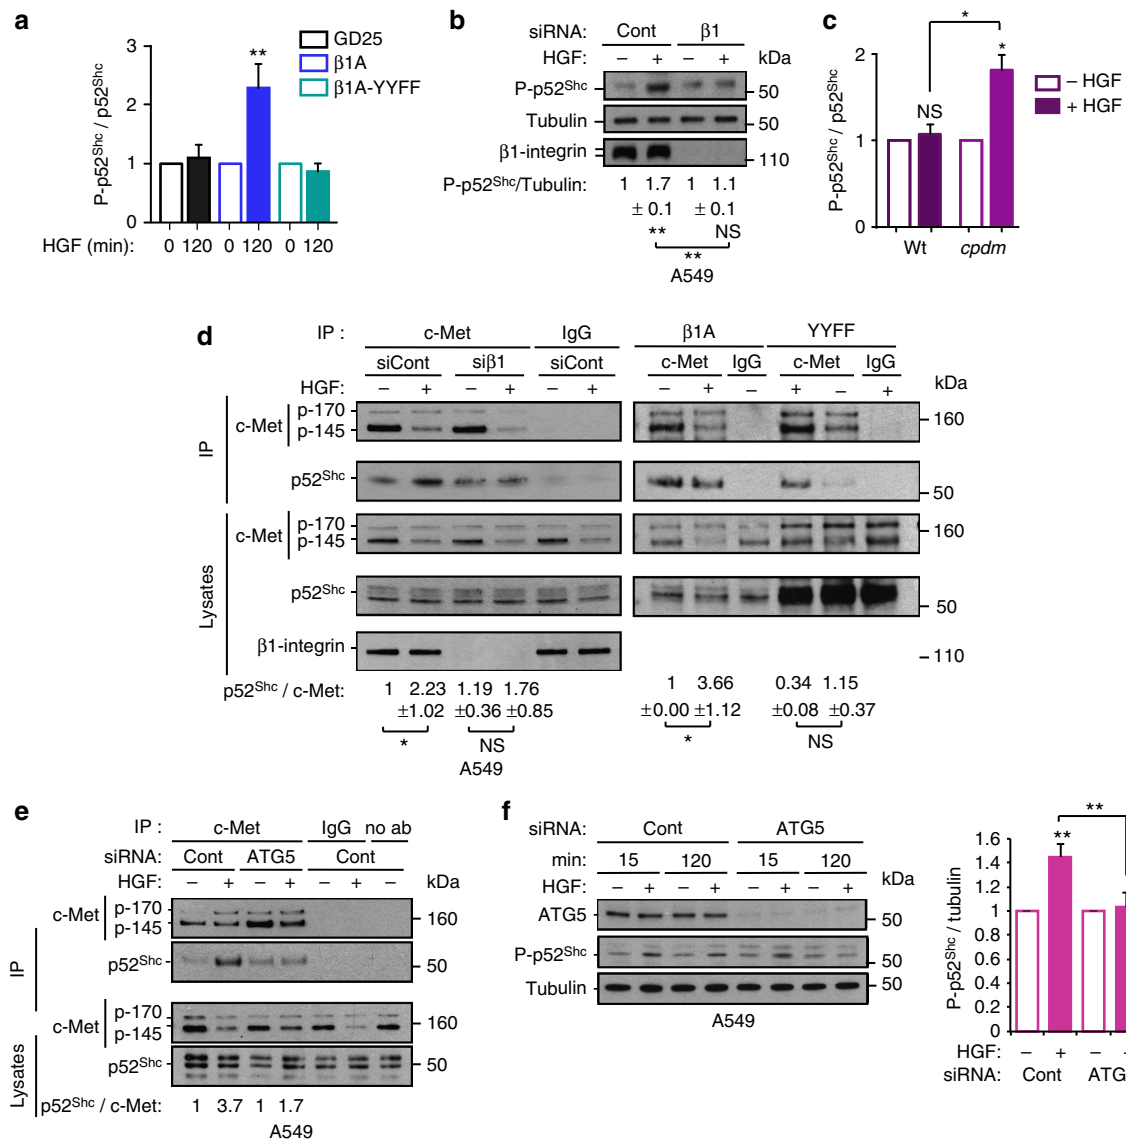 a
P-p52Shc / p52Shc
3
2
1
0
GD25
β1A
β1A-YYFF
**
HGF (min): 0 120 0 120 0 120
b
siRNA: Cont β1
HGF: – + – + kDa
P-p52Shc 50
Tubulin 50
β1-integrin 110
P-p52Shc/Tubulin: 1 1.7 1 1.1
± 0.1 ± 0.1
** NS
**
A549
c
P-p52Shc / p52Shc
2
1
0
*
NS
*
– HGF
+ HGF
Wt cpdm
d
IP : c-Met IgG β1A YYFF
siCont siβ1 siCont c-Met IgG c-Met IgG
HGF: – + – + – + – + – + – + kDa
IP
c-Met p-170 160
p-145
p52Shc 50
Lysates
c-Met p-170 160
p-145
p52Shc 50
β1-integrin 110
p52Shc / c-Met: 1 2.23 1.19 1.76 1 3.66 0.34 1.15
±1.02 ±0.36 ±0.85 ±0.00 ±1.12 ±0.08 ±0.37
* NS * NS
A549
e
IP : c-Met IgG no ab
siRNA: Cont ATG5 Cont
HGF: – + – + – + – kDa
IP
c-Met p-170
p-145 160
p52Shc 50
Lysates
c-Met p-170
p-145 160
p52Shc 50
p52Shc / c-Met: 1 3.7 1 1.7
A549
f
siRNA: Cont ATG5
min: 15 120 15 120
HGF: – + – + – + – + kDa
ATG5 50
P-p52Shc 50
Tubulin 50
A549
P-p52Shc / tubulin
1.6
1.4
1.2
1
0.8
0.6
0.4
0.2
0
**
**
HGF: – + –
siRNA: Cont ATG